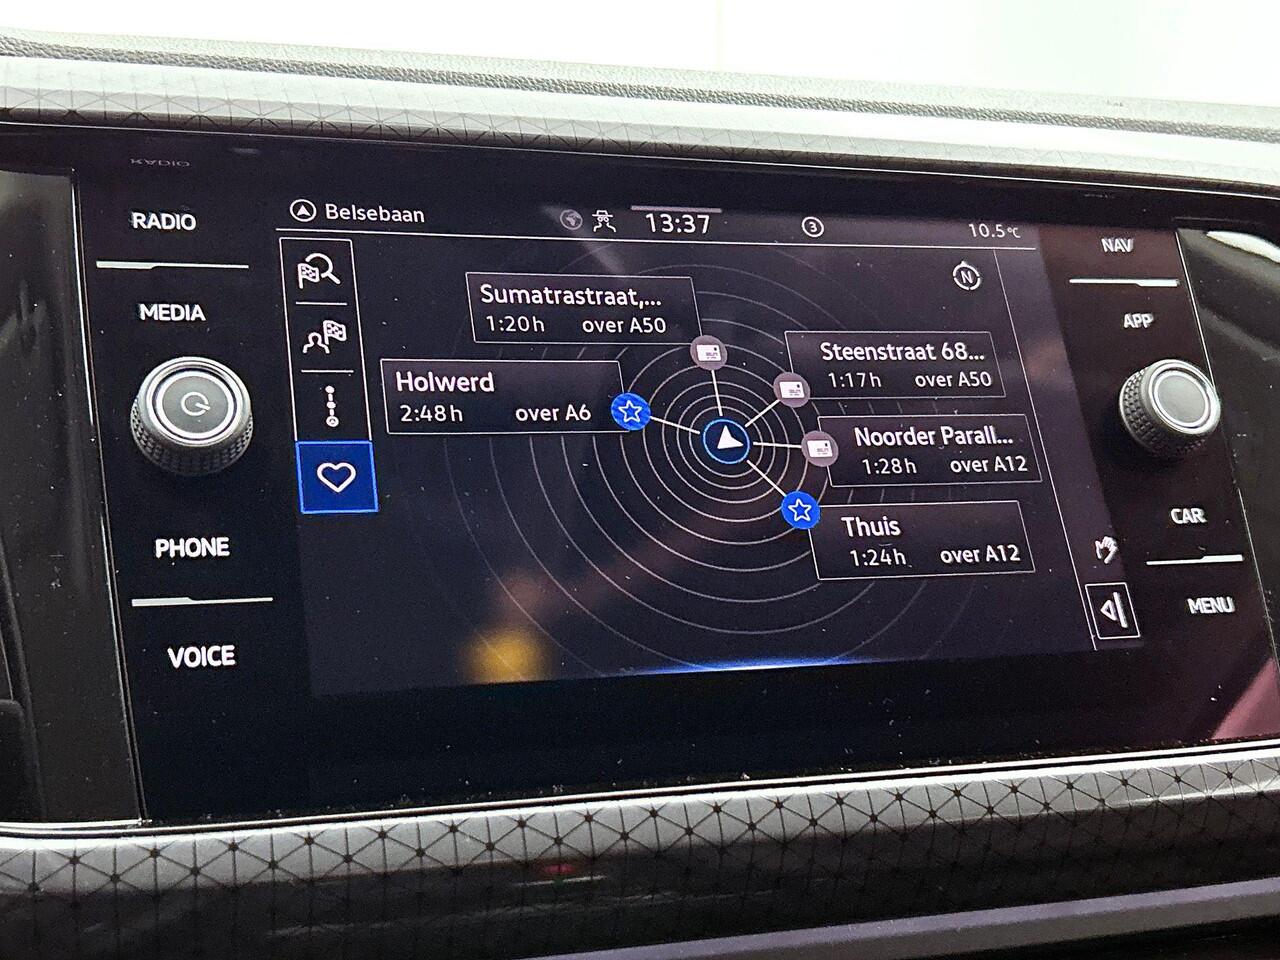 RADIO
MEDIA
PHONE
VOICE
Belsebaan
13:37
3
10.5°C
N
Sumatrastraat,...
1:20h over A50
Holwerd
2:48h over A6
Steenstraat 68...
1:17h over A50
Noorder Parall...
1:28h over A12
Thuis
1:24h over A12
NAV
APP
CAR
MENU